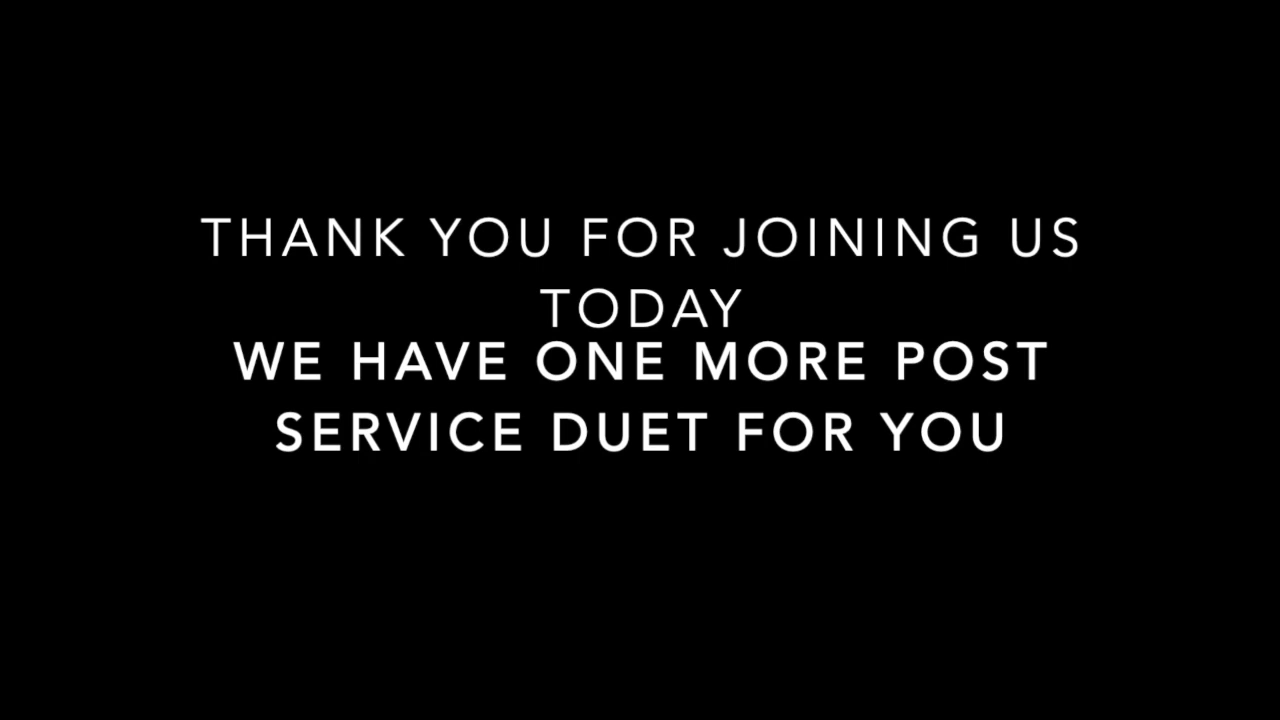 THANK YOU FOR JOINING US
TODAY
WE HAVE ONE MORE POST
SERVICE DUET FOR YOU